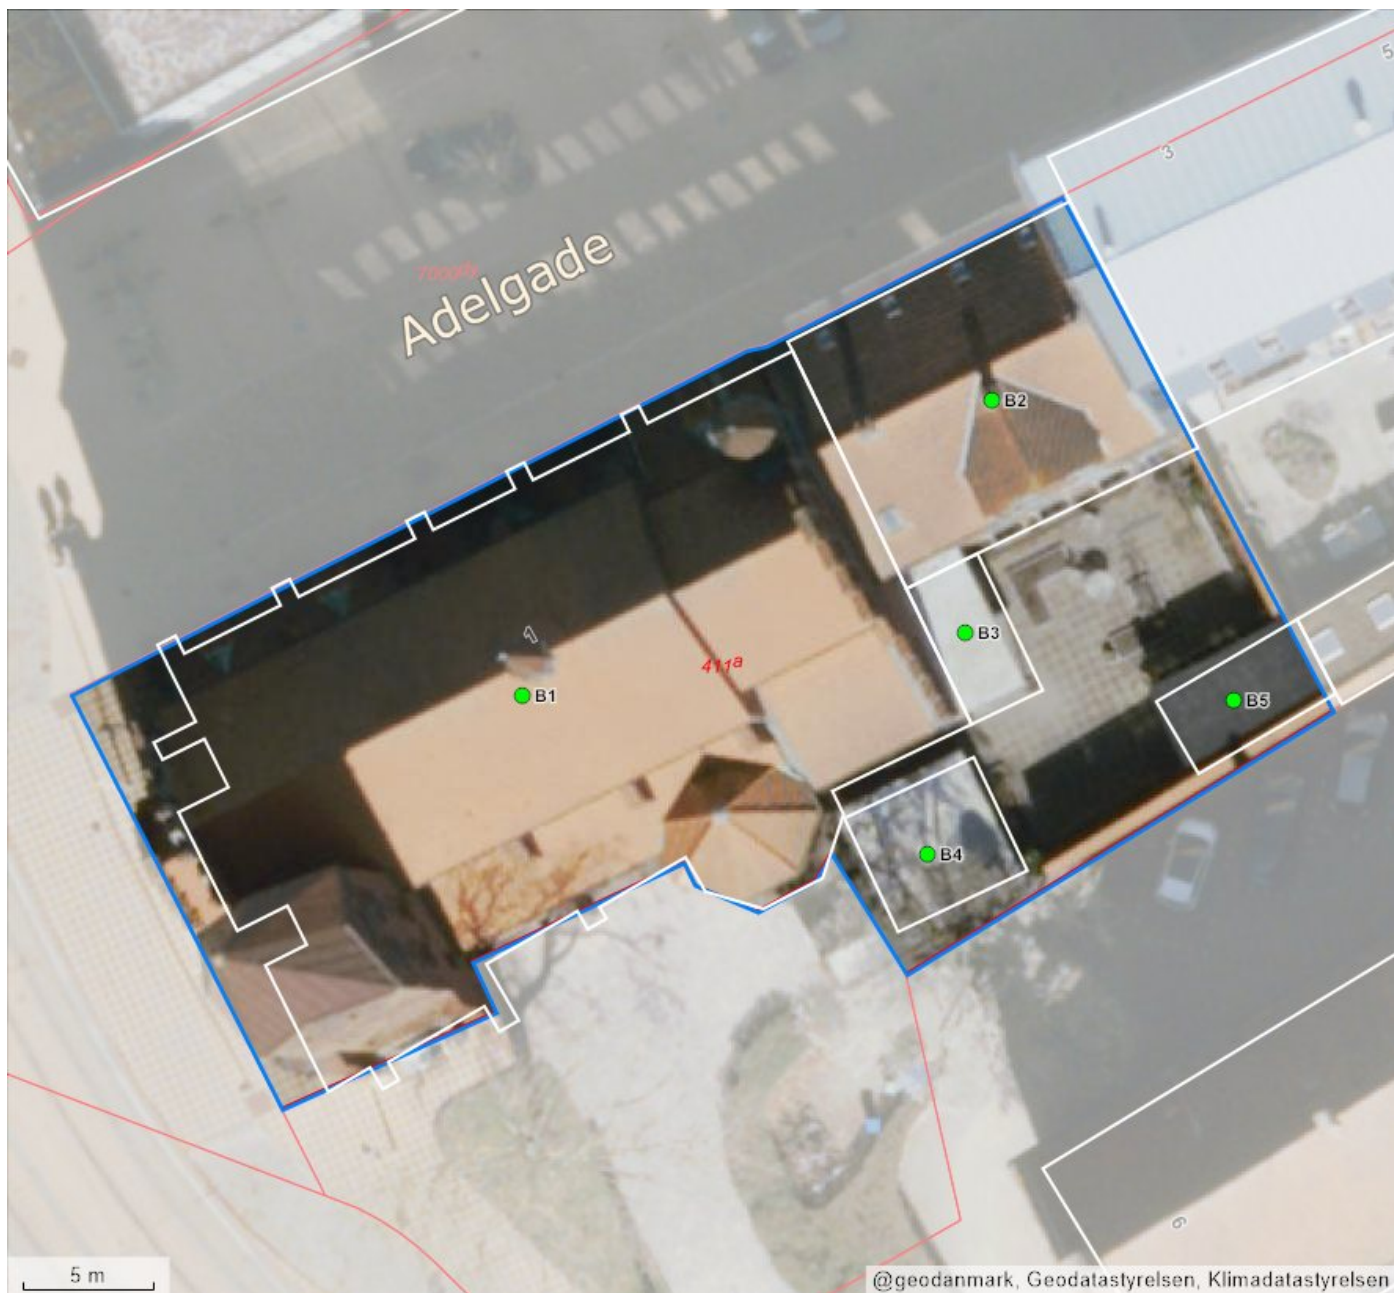 5
3
Adelgade
B2
1
B3
411a
B1
B5
B4
6
5 m
@geodanmark, Geodatastyrelsen, Klimadatastyrelsen